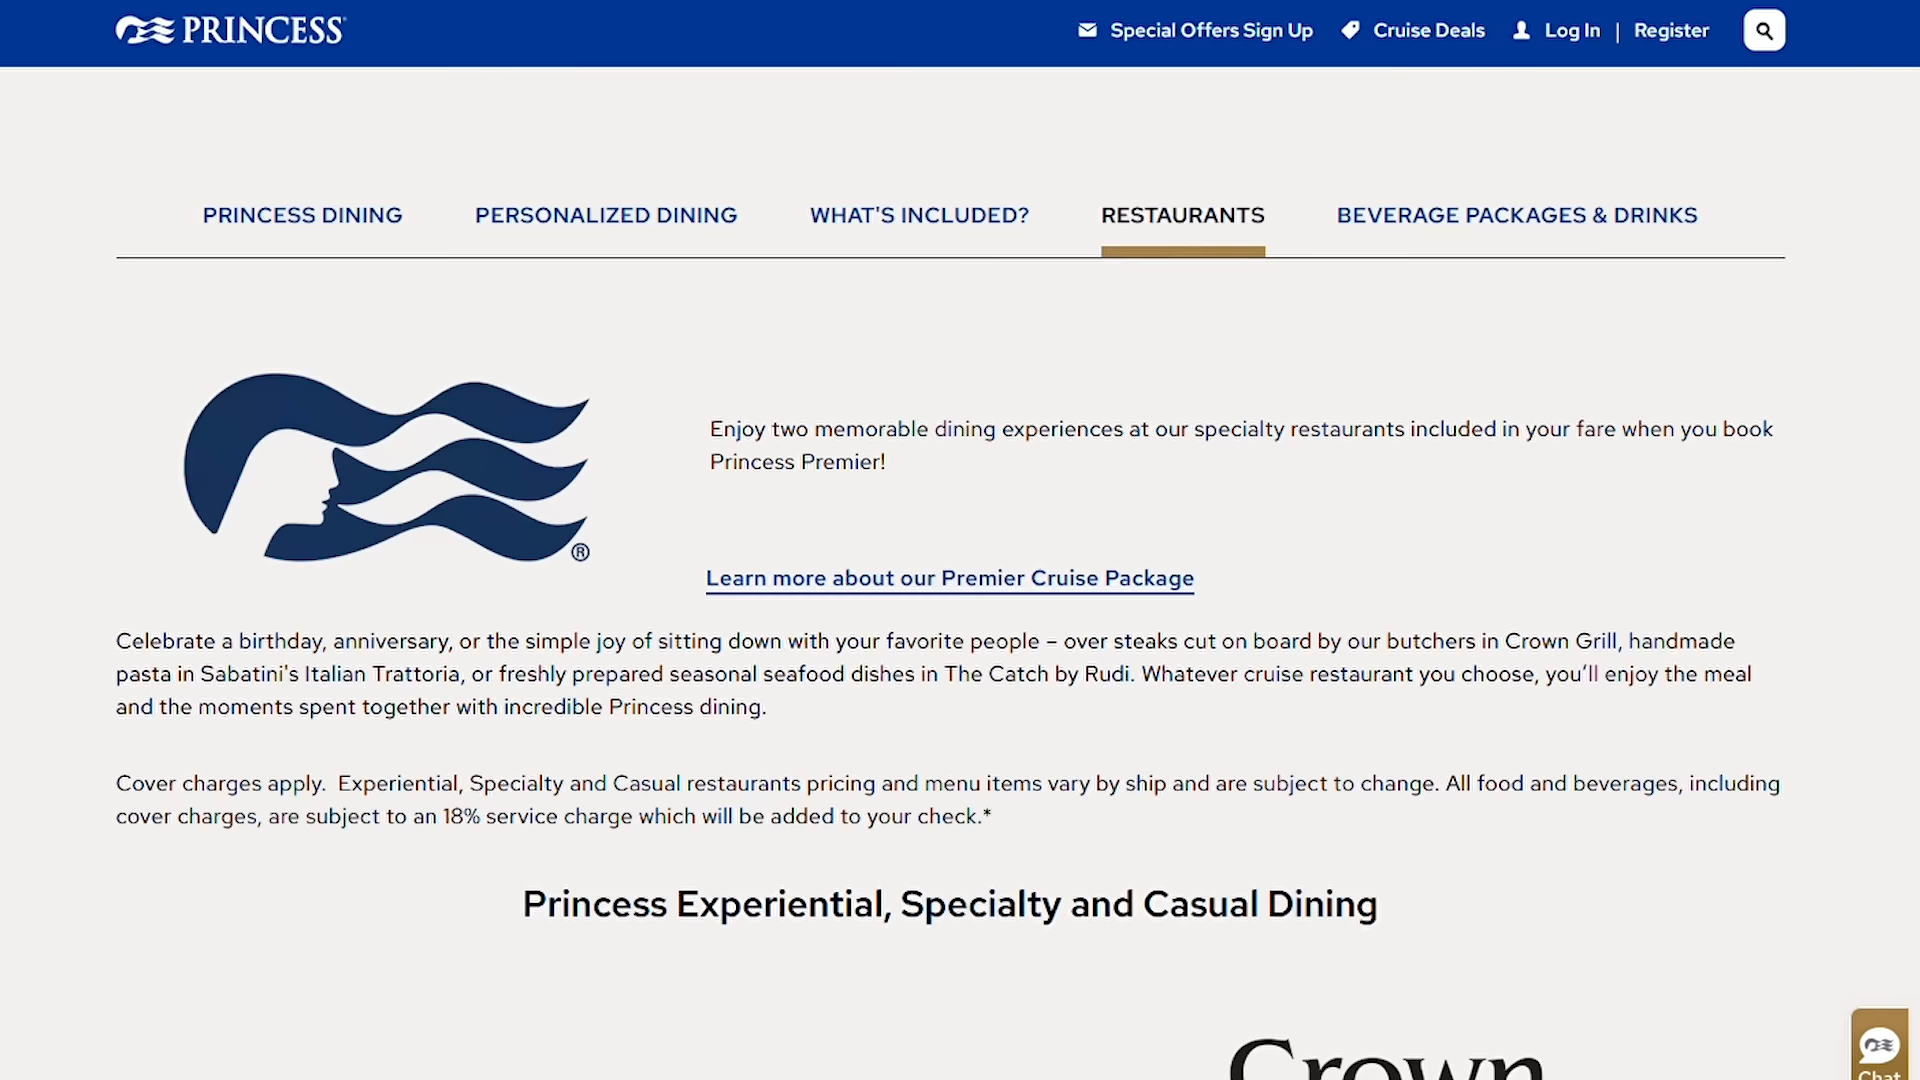 PRINCESS
Special Offers Sign Up
Cruise Deals
Log In | Register
PRINCESS DINING
PERSONALIZED DINING
WHAT'S INCLUDED?
RESTAURANTS
BEVERAGE PACKAGES & DRINKS
Enjoy two memorable dining experiences at our specialty restaurants included in your fare when you book
Princess Premier!
®
Learn more about our Premier Cruise Package
Celebrate a birthday, anniversary, or the simple joy of sitting down with your favorite people – over steaks cut on board by our butchers in Crown Grill, handmade
pasta in Sabatini's Italian Trattoria, or freshly prepared seasonal seafood dishes in The Catch by Rudi. Whatever cruise restaurant you choose, you’ll enjoy the meal
and the moments spent together with incredible Princess dining.
Cover charges apply.  Experiential, Specialty and Casual restaurants pricing and menu items vary by ship and are subject to change. All food and beverages, including
cover charges, are subject to an 18% service charge which will be added to your check.*
Princess Experiential, Specialty and Casual Dining
Crown
Chat